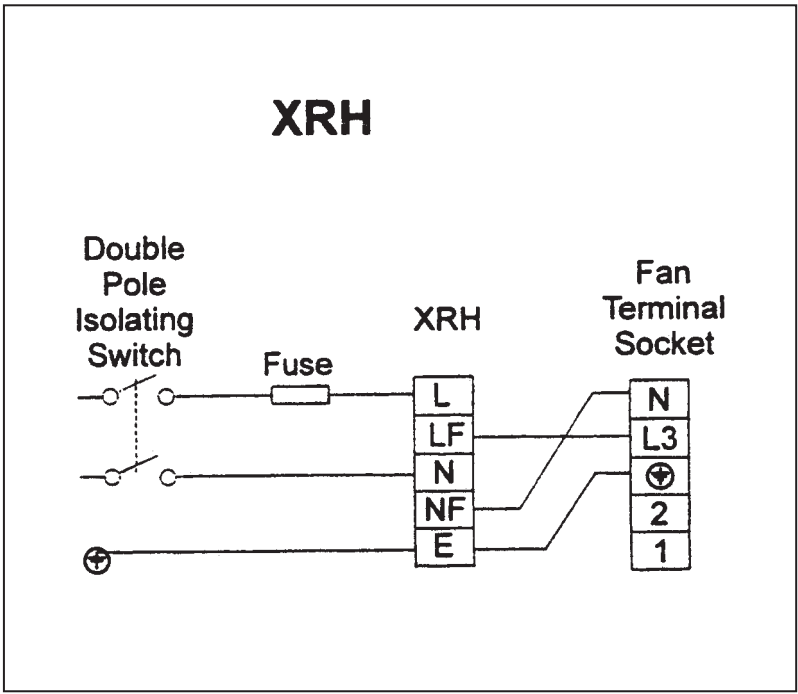 XRH
Double
Pole
Isolating
Switch
Fuse
XRH
L
LF
N
NF
E
Fan
Terminal
Socket
N
L3
2
1